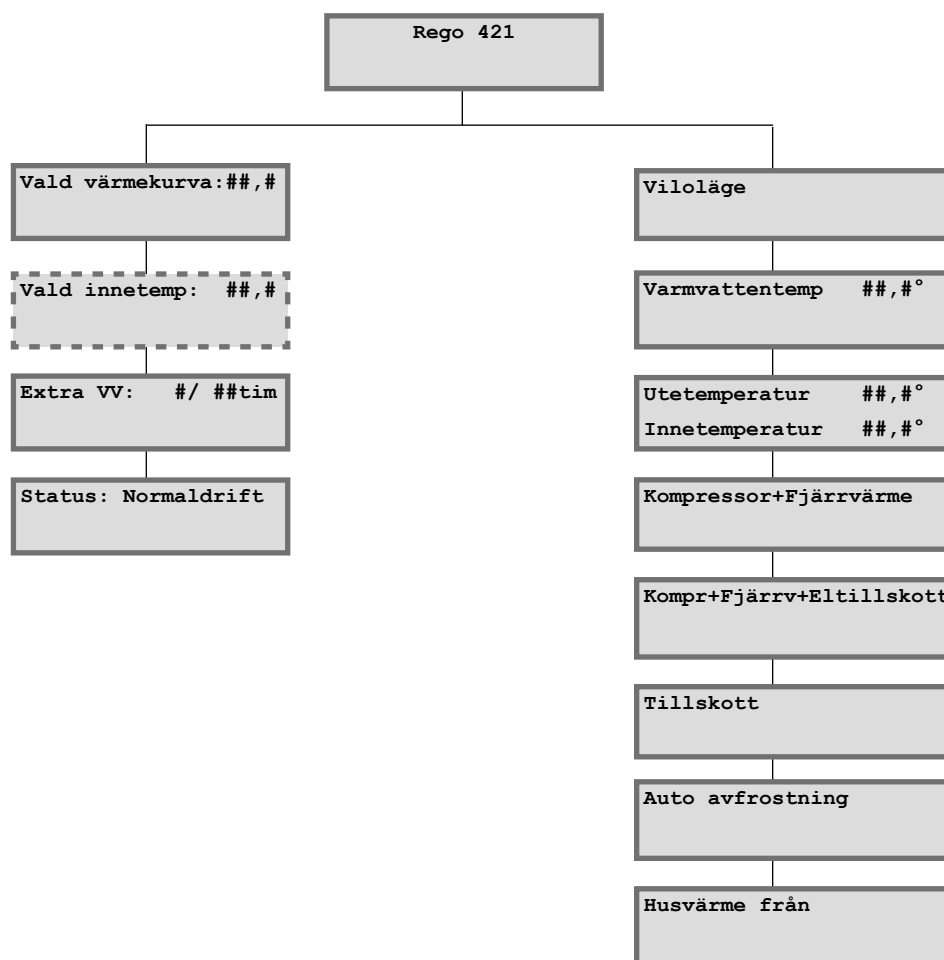 Rego 421
Vald värmekurva:##,#
Vald innetemp: ##,#
Extra VV: #/ ##tim
Status: Normaldrift
Viloläge
Varmvattentemp ##,#°
Utetemperatur ##,#°
Innetemperatur ##,#°
Kompressor+Fjärrvärme
Kompr+Fjärrv+Eltillskott
Tillskott
Auto avfrostning
Husvärme från